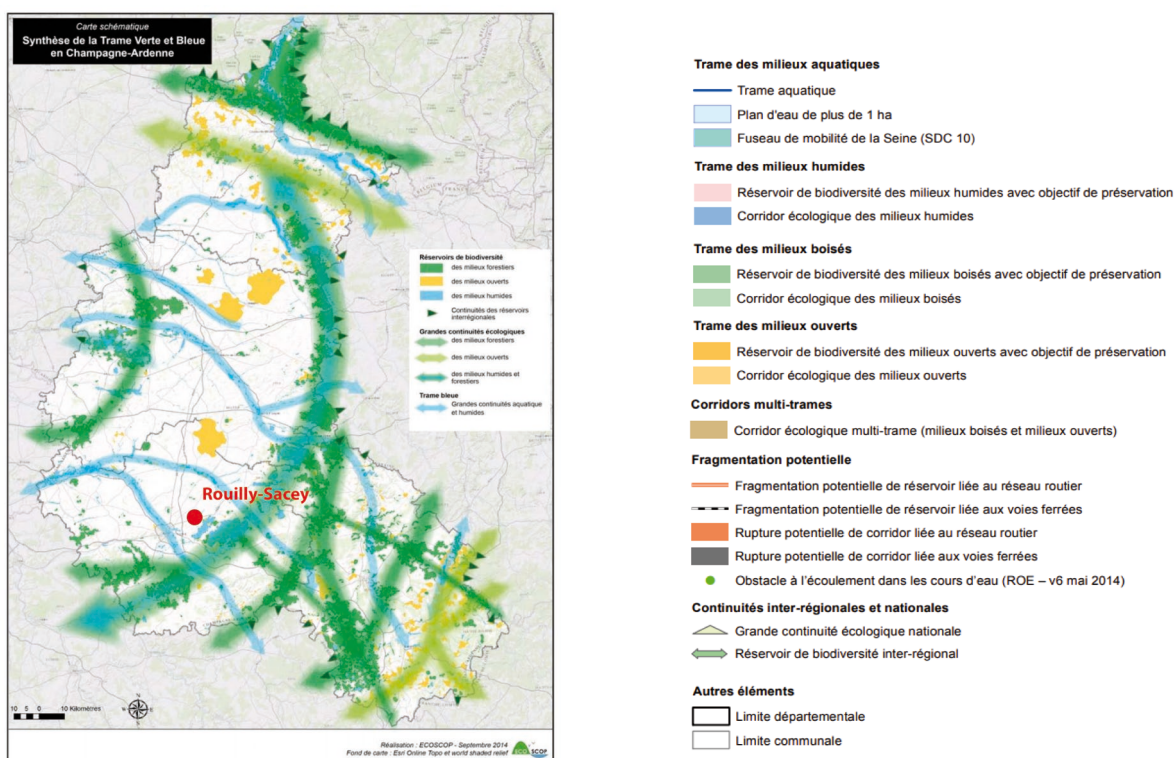 Carte schématique
Synthèse de la Trame Verte et Bleue
en Champagne-Ardenne
Réservoirs de biodiversité
des milieux forestiers
des milieux ouverts
des milieux humides
Continuités des réservoirs
interrégionales
Grandes continuités écologiques
des milieux forestiers
des milieux ouverts
des milieux humides et
forestiers
Trame bleue
Grandes continuités aquatique
et humides
Rouilly-Sacey
10 5 0 10 Kilomètres
N
E
S
Réalisation : ECOSCOP - Septembre 2014
Fond de carte : Esri Online Topo et world shaded relief
ECO SCOP
Trame des milieux aquatiques
Trame aquatique
Plan d'eau de plus de 1 ha
Fuseau de mobilité de la Seine (SDC 10)
Trame des milieux humides
Réservoir de biodiversité des milieux humides avec objectif de préservation
Corridor écologique des milieux humides
Trame des milieux boisés
Réservoir de biodiversité des milieux boisés avec objectif de préservation
Corridor écologique des milieux boisés
Trame des milieux ouverts
Réservoir de biodiversité des milieux ouverts avec objectif de préservation
Corridor écologique des milieux ouverts
Corridors multi-trames
Corridor écologique multi-trame (milieux boisés et milieux ouverts)
Fragmentation potentielle
Fragmentation potentielle de réservoir liée au réseau routier
Fragmentation potentielle de réservoir liée aux voies ferrées
Rupture potentielle de corridor liée au réseau routier
Rupture potentielle de corridor liée aux voies ferrées
Obstacle à l'écoulement dans les cours d'eau (ROE – v6 mai 2014)
Continuités inter-régionales et nationales
Grande continuité écologique nationale
Réservoir de biodiversité inter-régional
Autres éléments
Limite départementale
Limite communale